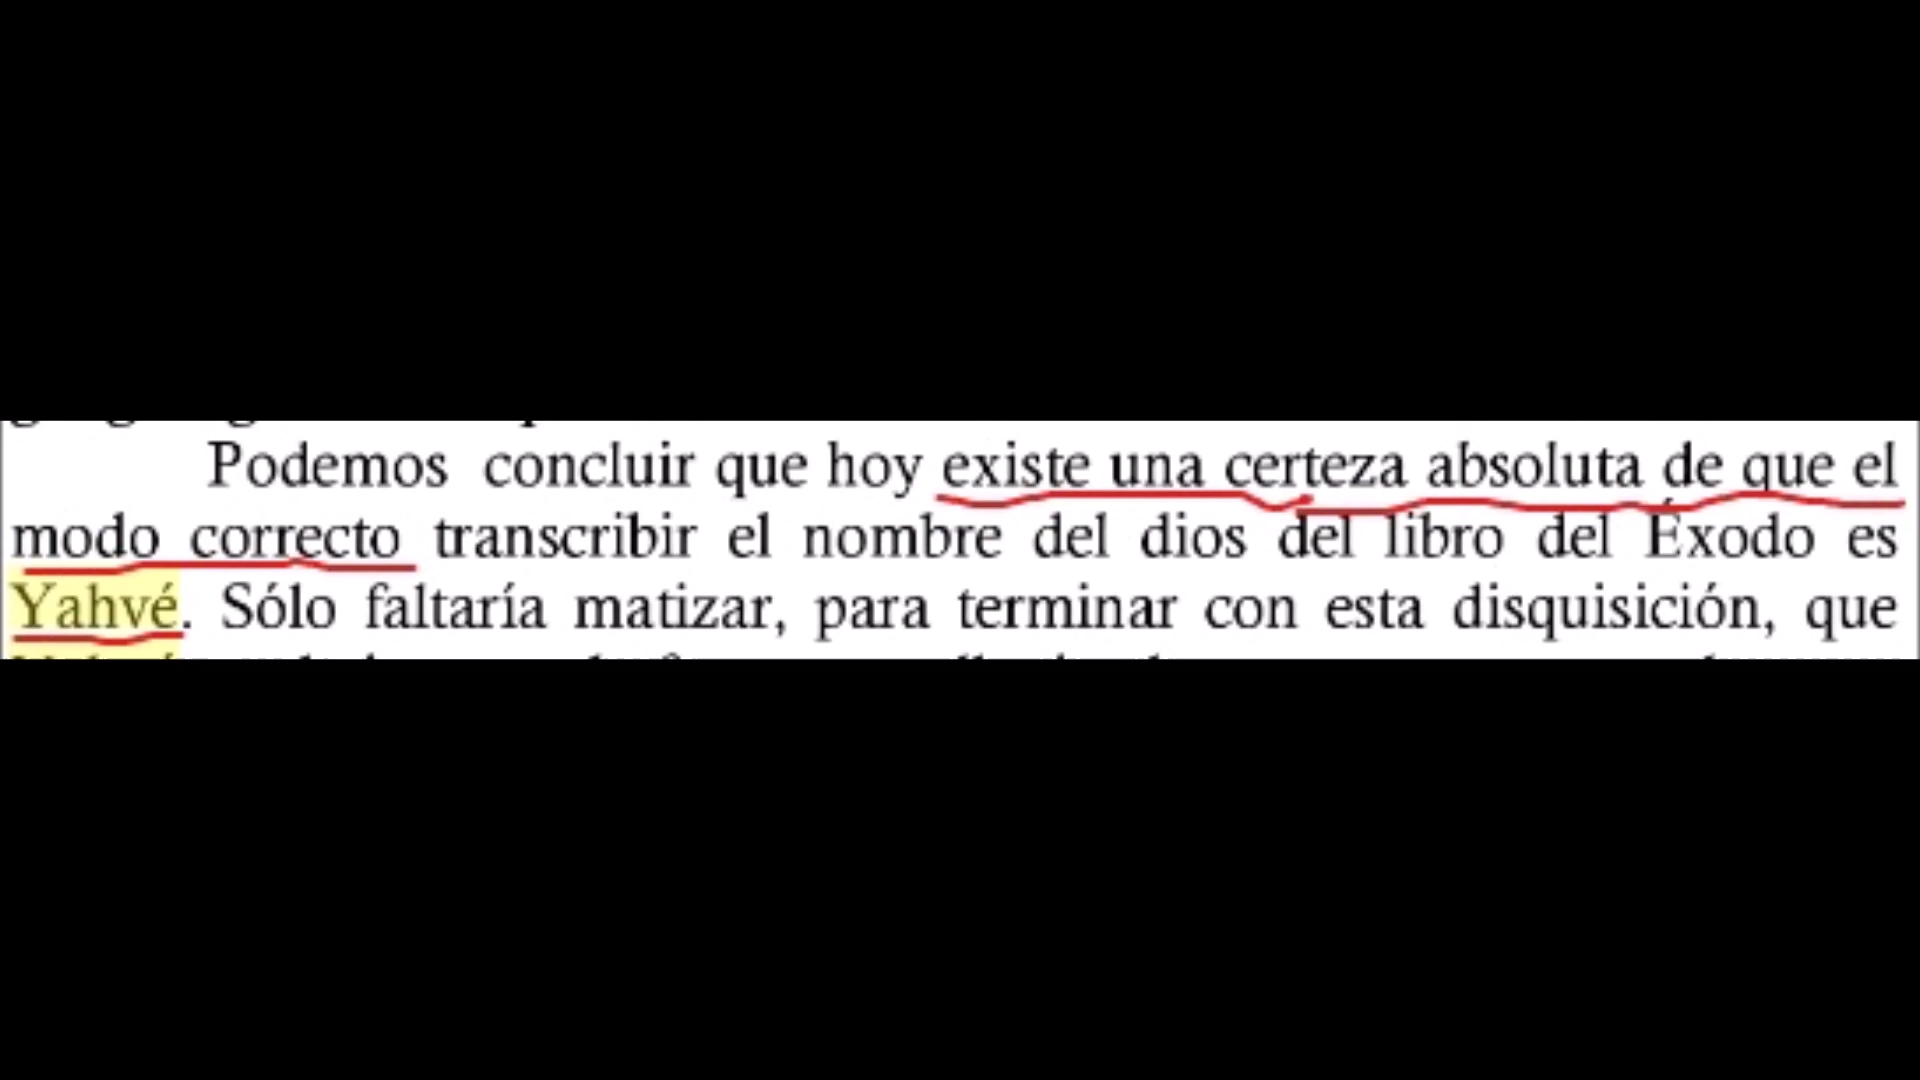 Podemos concluir que hoy existe una certeza absoluta de que el
modo correcto transcribir el nombre del dios del libro del Éxodo es
Yahvé. Sólo faltaría matizar, para terminar con esta disquisición, que